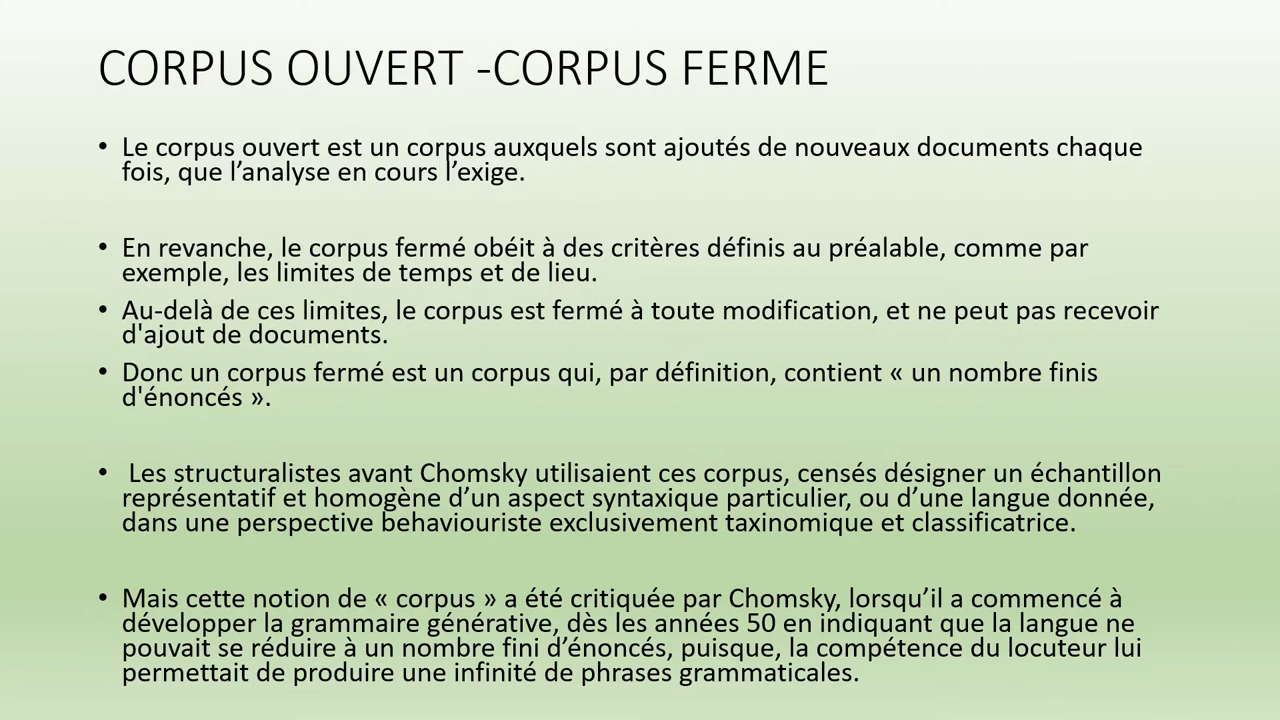 CORPUS OUVERT -CORPUS FERME
• Le corpus ouvert est un corpus auxquels sont ajoutés de nouveaux documents chaque
fois, que l’analyse en cours l’exige.
• En revanche, le corpus fermé obéit à des critères définis au préalable, comme par
exemple, les limites de temps et de lieu.
• Au-delà de ces limites, le corpus est fermé à toute modification, et ne peut pas recevoir
d'ajout de documents.
• Donc un corpus fermé est un corpus qui, par définition, contient « un nombre finis
d'énoncés ».
• Les structuralistes avant Chomsky utilisaient ces corpus, censés désigner un échantillon
représentatif et homogène d’un aspect syntaxique particulier, ou d’une langue donnée,
dans une perspective behaviouriste exclusivement taxinomique et classificatrice.
• Mais cette notion de « corpus » a été critiquée par Chomsky, lorsqu’il a commencé à
développer la grammaire générative, dès les années 50 en indiquant que la langue ne
pouvait se réduire à un nombre fini d’énoncés, puisque, la compétence du locuteur lui
permettait de produire une infinité de phrases grammaticales.